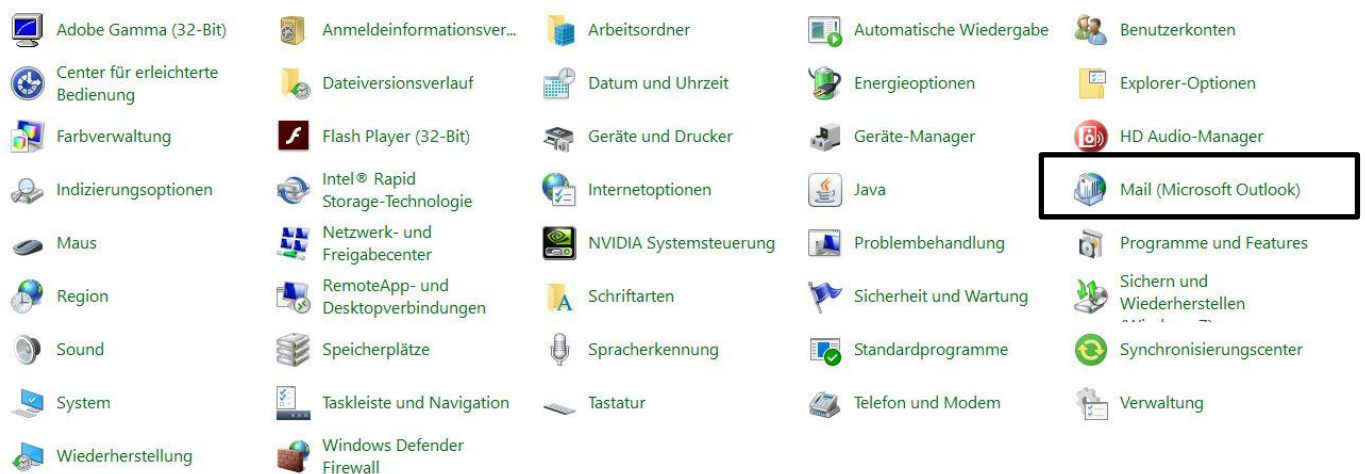 Adobe Gamma (32-Bit)
Anmeldeinformationsver...
Arbeitsordner
Automatische Wiedergabe
Benutzerkonten
Center für erleichterte
Bedienung
Dateiversionsverlauf
Datum und Uhrzeit
Energieoptionen
Explorer-Optionen
Farbverwaltung
Flash Player (32-Bit)
Geräte und Drucker
Geräte-Manager
HD Audio-Manager
Indizierungsoptionen
Intel® Rapid
Storage-Technologie
Internetoptionen
Java
Mail (Microsoft Outlook)
Maus
Netzwerk- und
Freigabecenter
NVIDIA Systemsteuerung
Problembehandlung
Programme und Features
Region
RemoteApp- und
Desktopverbindungen
Schriftarten
Sicherheit und Wartung
Sichern und
Wiederherstellen
Sound
Speicherplätze
Spracherkennung
Standardprogramme
Synchronisierungscenter
System
Taskleiste und Navigation
Tastatur
Telefon und Modem
Verwaltung
Wiederherstellung
Windows Defender
Firewall